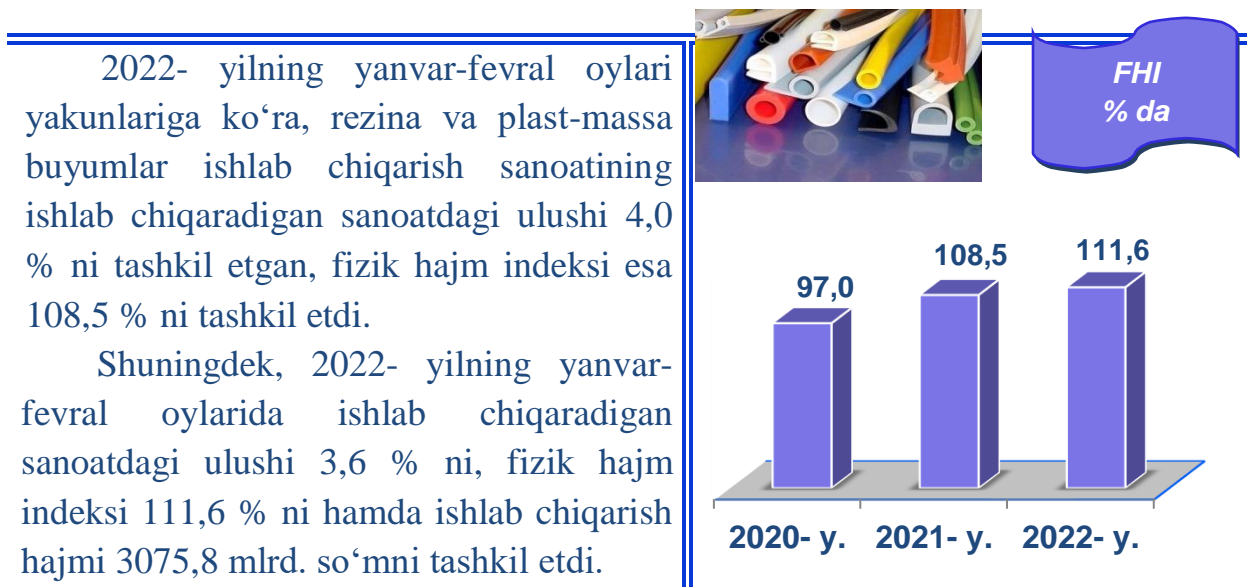 2022- yilning yanvar-fevral oylari
yakunlariga ko‘ra, rezina va plast-massa
buyumlar ishlab chiqarish sanoatining
ishlab chiqaradigan sanoatdagi ulushi 4,0
% ni tashkil etgan, fizik hajm indeksi esa
108,5 % ni tashkil etdi.
Shuningdek, 2022- yilning yanvar-
fevral oylarida ishlab chiqaradigan
sanoatdagi ulushi 3,6 % ni, fizik hajm
indeksi 111,6 % ni hamda ishlab chiqarish
hajmi 3075,8 mlrd. so‘mni tashkil etdi.
FHI
% da
97,0
108,5
111,6
2020- y.
2021- y.
2022- y.